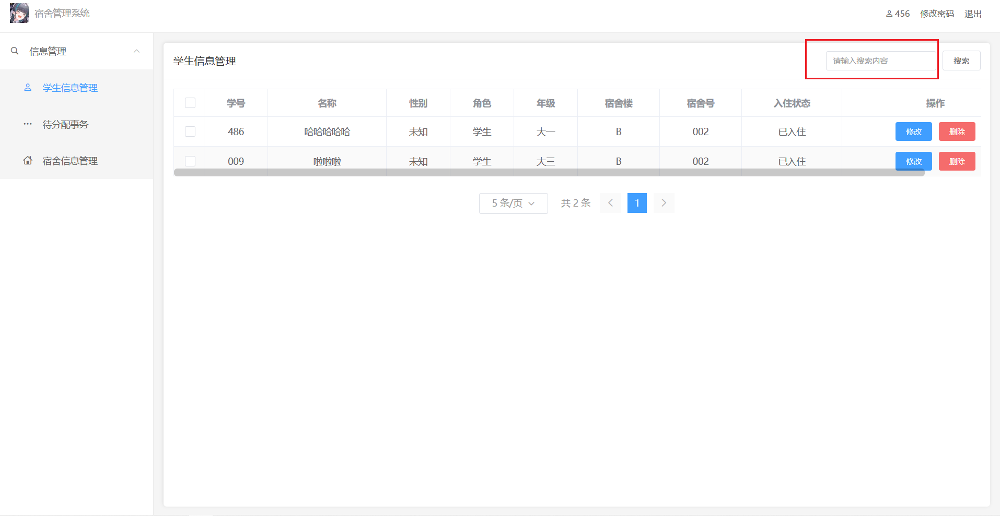 宿舍管理系统
456 修改密码 退出
信息管理
学生信息管理
待分配事务
宿舍信息管理
学生信息管理
请输入搜索内容 搜索
学号 名称 性别 角色 年级 宿舍楼 宿舍号 入住状态 操作
486 哈哈哈哈哈 未知 学生 大一 B 002 已入住 修改 删除
009 啦啦啦 未知 学生 大三 B 002 已入住 修改 删除
5 条/页 共 2 条 1